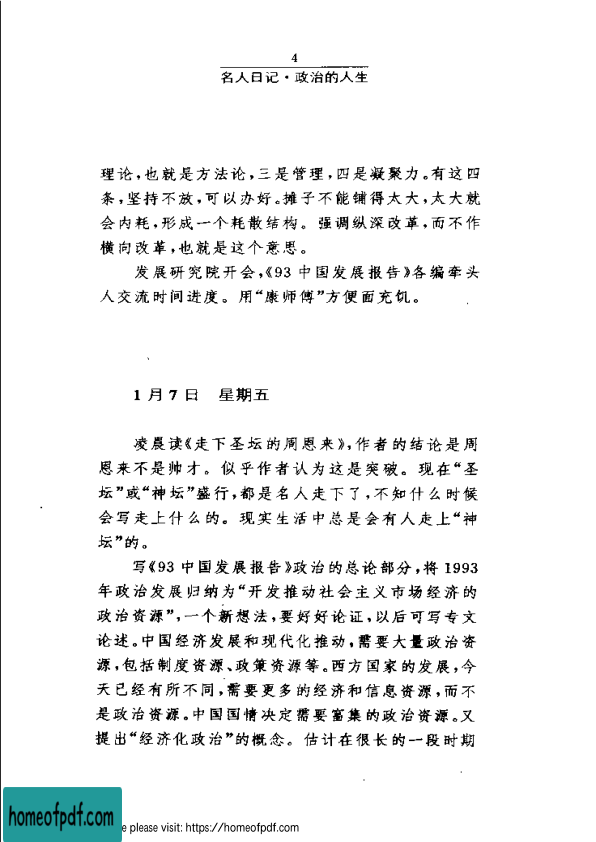 4
名人日记·政治的人生
理论，也就是方法论，三是管理，四是凝聚力。有这四
条，坚持不放，可以办好。摊子不能铺得太大，太大就
会内耗，形成一个耗散结构。强调纵深改革，而不作
横向改革，也就是这个意思。
发展研究院开会，《93 中国发展报告》各编牵头
人交流时间进度。用“康师傅”方便面充饥。
1 月 7 日 星期五
凌晨读《走下圣坛的周恩来》，作者的结论是周
恩来不是帅才。似乎作者认为这是突破。现在“圣
坛”或“神坛”盛行，都是名人走下了，不知什么时候
会写走上什么的。现实生活中总是会有人走上“神
坛”的。
写《93 中国发展报告》政治的总论部分，将 1993
年政治发展归纳为“开发推动社会主义市场经济的
政治资源”，一个新想法，要好好论证，以后可写专文
论述。中国经济发展和现代化推动，需要大量政治资
源，包括制度资源、政策资源等。西方国家的发展，今
天已经有所不同，需要更多的经济和信息资源，而不
是政治资源。中国国情决定需要富集的政治资源。又
提出“经济化政治”的概念。估计在很长的一段时期
homeofpdf.com
e please visit: https://homeofpdf.com